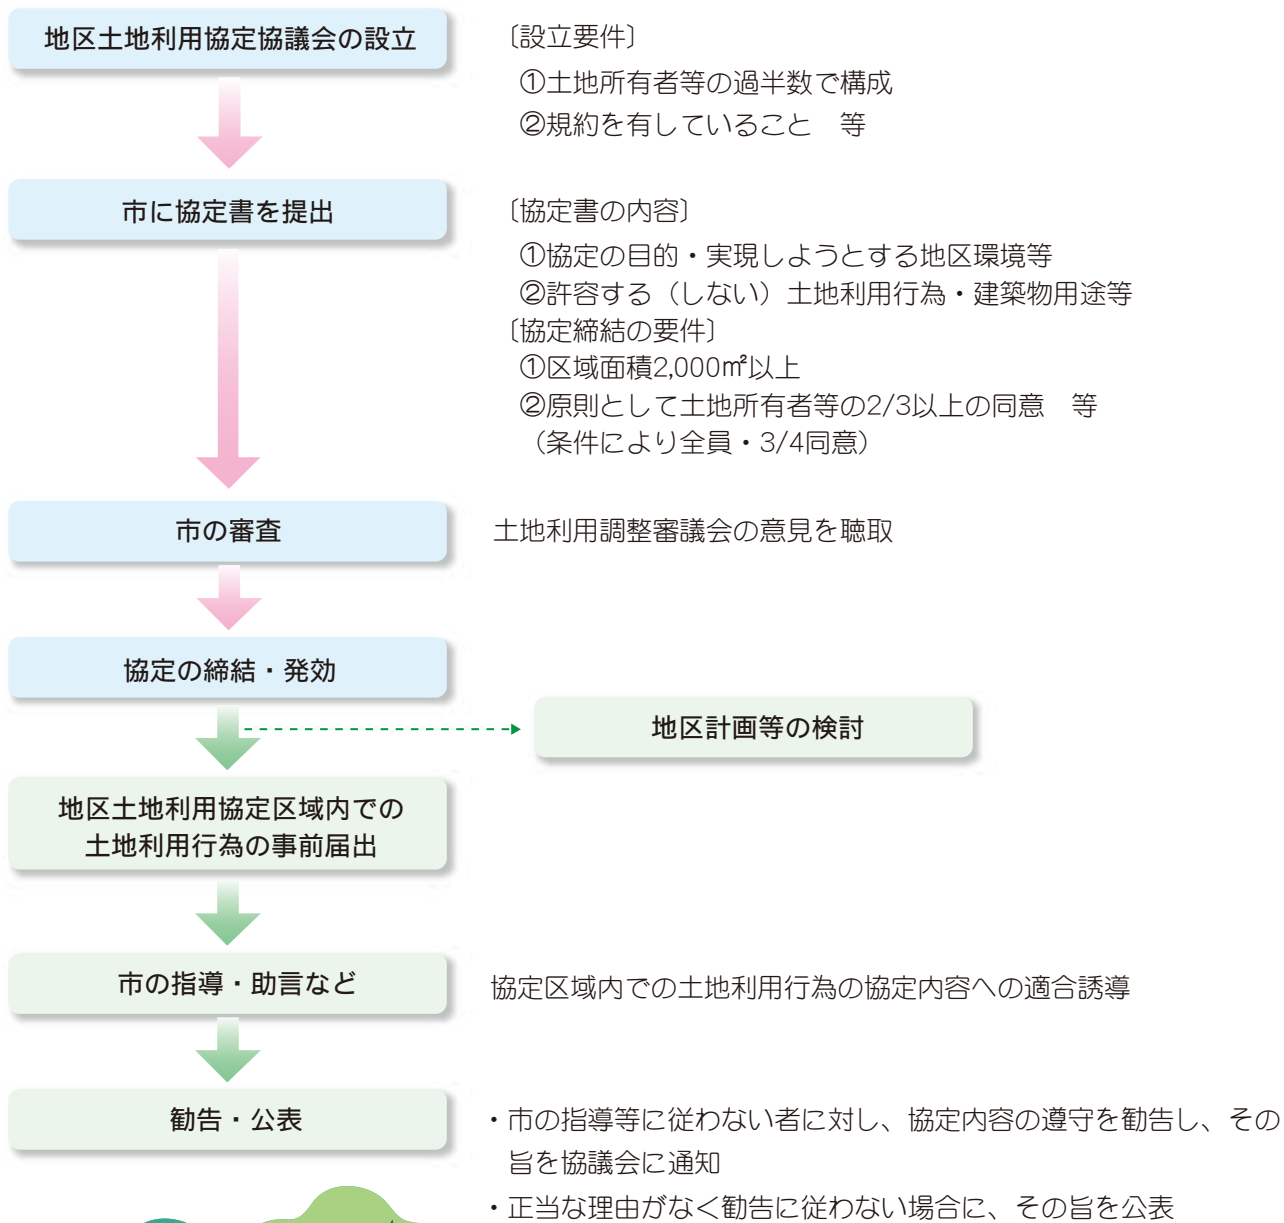 地区土地利用協定協議会の設立
〔設立要件〕
①土地所有者等の過半数で構成
②規約を有していること　等
市に協定書を提出
〔協定書の内容〕
①協定の目的・実現しようとする地区環境等
②許容する（しない）土地利用行為・建築物用途等
〔協定締結の要件〕
①区域面積2,000㎡以上
②原則として土地所有者等の2/3以上の同意　等
（条件により全員・3/4同意）
市の審査
土地利用調整審議会の意見を聴取
協定の締結・発効
地区計画等の検討
地区土地利用協定区域内での
土地利用行為の事前届出
市の指導・助言など
協定区域内での土地利用行為の協定内容への適合誘導
勧告・公表
・市の指導等に従わない者に対し、協定内容の遵守を勧告し、その
旨を協議会に通知
・正当な理由がなく勧告に従わない場合に、その旨を公表